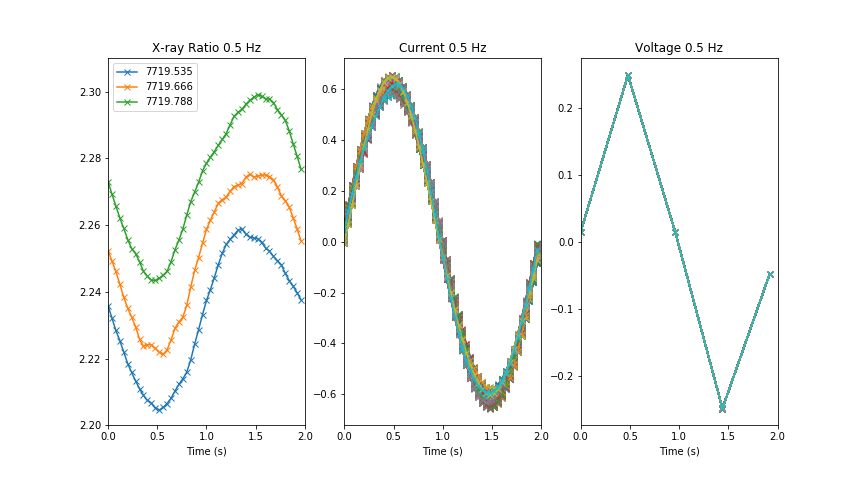 X-ray Ratio 0.5 Hz
7719.535
7719.666
7719.788
2.30
2.28
2.26
2.24
2.22
2.20
0.0 0.5 1.0 1.5 2.0
Time (s)
Current 0.5 Hz
0.6
0.4
0.2
0.0
−0.2
−0.4
−0.6
0.0 0.5 1.0 1.5 2.0
Time (s)
Voltage 0.5 Hz
0.2
0.1
0.0
−0.1
−0.2
0.0 0.5 1.0 1.5 2.0
Time (s)